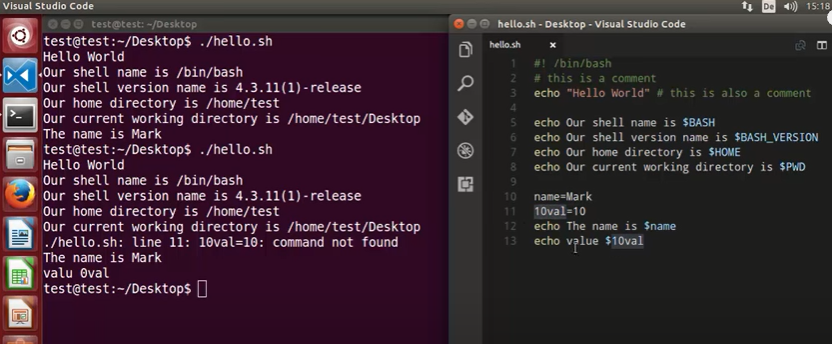 Visual Studio Code
De
15:18
test@test: ~/Desktop
test@test:~/Desktop$ ./hello.sh
Hello World
Our shell name is /bin/bash
Our shell version name is 4.3.11(1)-release
Our home directory is /home/test
Our current working directory is /home/test/Desktop
The name is Mark
test@test:~/Desktop$ ./hello.sh
Hello World
Our shell name is /bin/bash
Our shell version name is 4.3.11(1)-release
Our home directory is /home/test
Our current working directory is /home/test/Desktop
./hello.sh: line 11: 10val=10: command not found
The name is Mark
valu 0val
test@test:~/Desktop$
hello.sh - Desktop - Visual Studio Code
hello.sh
1 #! /bin/bash
2 # this is a comment
3 echo "Hello World" # this is also a comment
4
5 echo Our shell name is $BASH
6 echo Our shell version name is $BASH_VERSION
7 echo Our home directory is $HOME
8 echo Our current working directory is $PWD
9
10 name=Mark
11 10val=10
12 echo The name is $name
13 echo value $10val